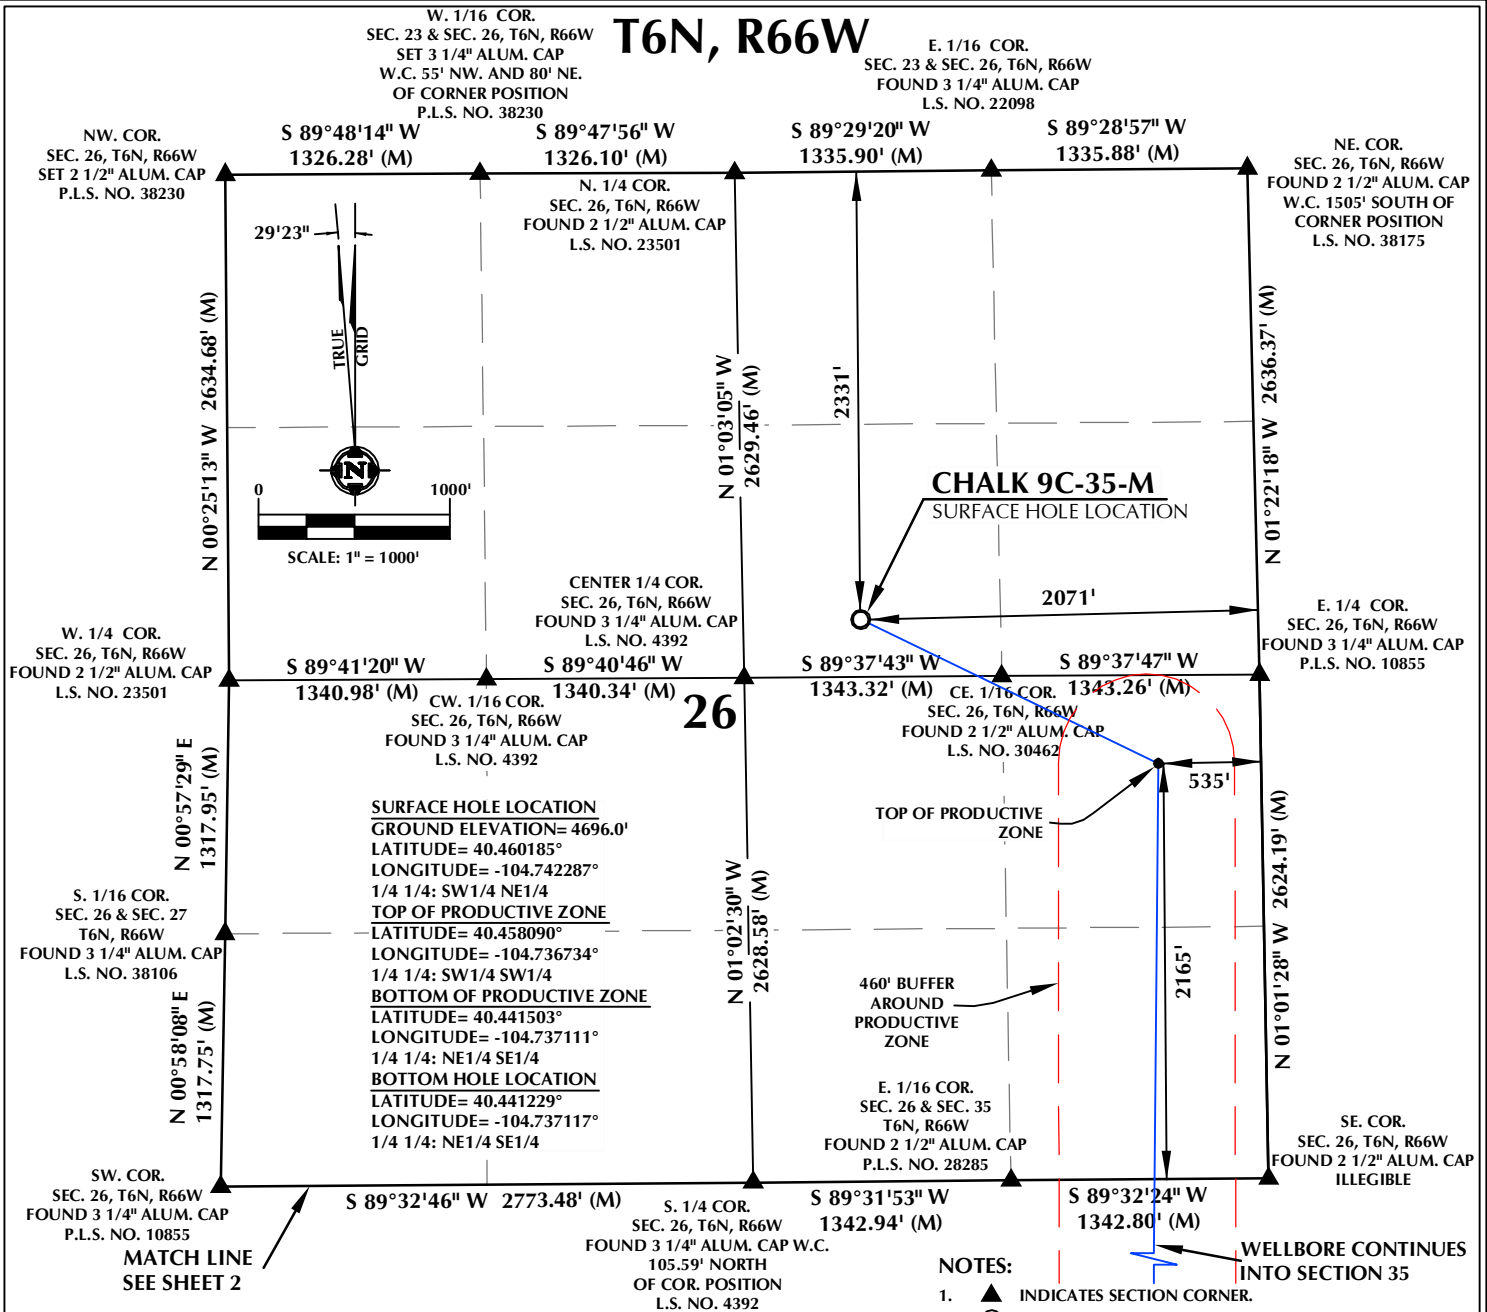 T6N, R66W
W. 1/16 COR.
SEC. 23 & SEC. 26, T6N, R66W
SET 3 1/4" ALUM. CAP
W.C. 55' NW. AND 80' NE.
OF CORNER POSITION
P.L.S. NO. 38230
E. 1/16 COR.
SEC. 23 & SEC. 26, T6N, R66W
FOUND 3 1/4" ALUM. CAP
L.S. NO. 22098
NW. COR.
SEC. 26, T6N, R66W
SET 2 1/2" ALUM. CAP
P.L.S. NO. 38230
S 89°48'14" W
1326.28' (M)
S 89°47'56" W
1326.10' (M)
S 89°29'20" W
1335.90' (M)
S 89°28'57" W
1335.88' (M)
NE. COR.
SEC. 26, T6N, R66W
FOUND 2 1/2" ALUM. CAP
W.C. 1505' SOUTH OF
CORNER POSITION
L.S. NO. 38175
N. 1/4 COR.
SEC. 26, T6N, R66W
FOUND 2 1/2" ALUM. CAP
L.S. NO. 23501
29'23"
TRUE
GRID
N
0 1000'
SCALE: 1" = 1000'
N 00°25'13" W 2634.68' (M)
N 01°03'05" W
2629.46' (M)
2331'
N 01°22'18" W 2636.37' (M)
CHALK 9C-35-M
SURFACE HOLE LOCATION
2071'
CENTER 1/4 COR.
SEC. 26, T6N, R66W
FOUND 3 1/4" ALUM. CAP
L.S. NO. 4392
E. 1/4 COR.
SEC. 26, T6N, R66W
FOUND 3 1/4" ALUM. CAP
P.L.S. NO. 10855
W. 1/4 COR.
SEC. 26, T6N, R66W
FOUND 2 1/2" ALUM. CAP
L.S. NO. 23501
S 89°41'20" W
1340.98' (M)
S 89°40'46" W
1340.34' (M)
S 89°37'43" W
1343.32' (M)
S 89°37'47" W
1343.26' (M)
26
CW. 1/16 COR.
SEC. 26, T6N, R66W
FOUND 3 1/4" ALUM. CAP
L.S. NO. 4392
CE. 1/16 COR.
SEC. 26, T6N, R66W
FOUND 2 1/2" ALUM. CAP
L.S. NO. 30462
535'
TOP OF PRODUCTIVE
ZONE
N 00°57'29" E
1317.95' (M)
SURFACE HOLE LOCATION
GROUND ELEVATION= 4696.0'
LATITUDE= 40.460185°
LONGITUDE= -104.742287°
1/4 1/4: SW1/4 NE1/4
TOP OF PRODUCTIVE ZONE
LATITUDE= 40.458090°
LONGITUDE= -104.736734°
1/4 1/4: SW1/4 SW1/4
BOTTOM OF PRODUCTIVE ZONE
LATITUDE= 40.441503°
LONGITUDE= -104.737111°
1/4 1/4: NE1/4 SE1/4
BOTTOM HOLE LOCATION
LATITUDE= 40.441229°
LONGITUDE= -104.737117°
1/4 1/4: NE1/4 SE1/4
S. 1/16 COR.
SEC. 26 & SEC. 27
T6N, R66W
FOUND 3 1/4" ALUM. CAP
L.S. NO. 38106
N 01°02'30" W
2628.58' (M)
2165'
N 01°01'28" W 2624.19' (M)
460' BUFFER
AROUND
PRODUCTIVE
ZONE
N 00°58'08" E
1317.75' (M)
E. 1/16 COR.
SEC. 26 & SEC. 35
T6N, R66W
FOUND 2 1/2" ALUM. CAP
P.L.S. NO. 28285
SE. COR.
SEC. 26, T6N, R66W
FOUND 2 1/2" ALUM. CAP
ILLEGIBLE
SW. COR.
SEC. 26, T6N, R66W
FOUND 3 1/4" ALUM. CAP
P.L.S. NO. 10855
S 89°32'46" W 2773.48' (M)
S 89°31'53" W
1342.94' (M)
S 89°32'24" W
1342.80' (M)
S. 1/4 COR.
SEC. 26, T6N, R66W
FOUND 3 1/4" ALUM. CAP W.C.
105.59' NORTH
OF COR. POSITION
L.S. NO. 4392
MATCH LINE
SEE SHEET 2
WELLBORE CONTINUES
INTO SECTION 35
NOTES:
1. INDICATES SECTION CORNER.